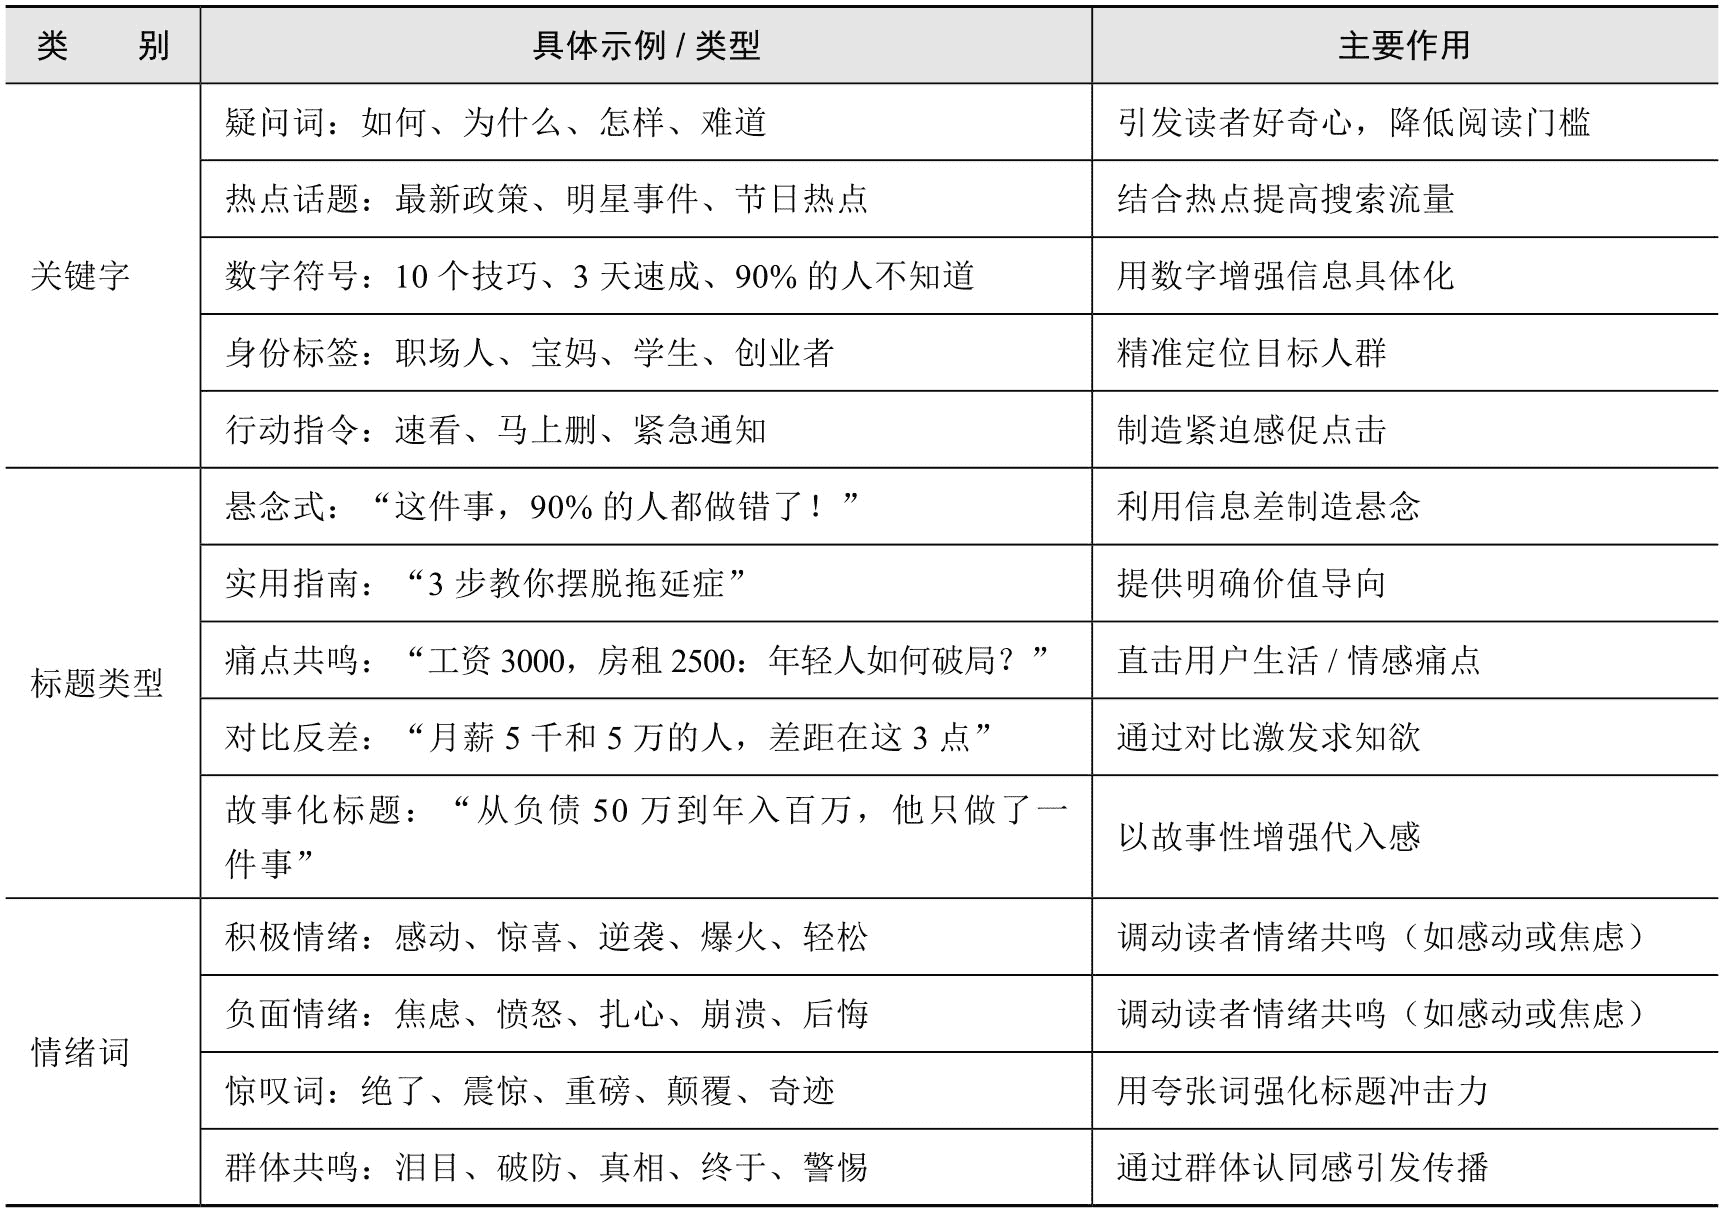 类 别 具体示例 / 类型 主要作用
关键字
疑问词：如何、为什么、怎样、难道 引发读者好奇心，降低阅读门槛
热点话题：最新政策、明星事件、节日热点 结合热点提高搜索流量
数字符号：10 个技巧、3 天速成、90% 的人不知道 用数字增强信息具体化
身份标签：职场人、宝妈、学生、创业者 精准定位目标人群
行动指令：速看、马上删、紧急通知 制造紧迫感促点击
标题类型
悬念式：“这件事，90% 的人都做错了！” 利用信息差制造悬念
实用指南：“3 步教你摆脱拖延症” 提供明确价值导向
痛点共鸣：“工资 3000，房租 2500：年轻人如何破局？” 直击用户生活 / 情感痛点
对比反差：“月薪 5 千和 5 万的人，差距在这 3 点” 通过对比激发求知欲
故事化标题：“从负债 50 万到年入百万，他只做了一
件事” 以故事性增强代入感
情绪词
积极情绪：感动、惊喜、逆袭、爆火、轻松 调动读者情绪共鸣（如感动或焦虑）
负面情绪：焦虑、愤怒、扎心、崩溃、后悔 调动读者情绪共鸣（如感动或焦虑）
惊叹词：绝了、震惊、重磅、颠覆、奇迹 用夸张词强化标题冲击力
群体共鸣：泪目、破防、真相、终于、警惕 通过群体认同感引发传播